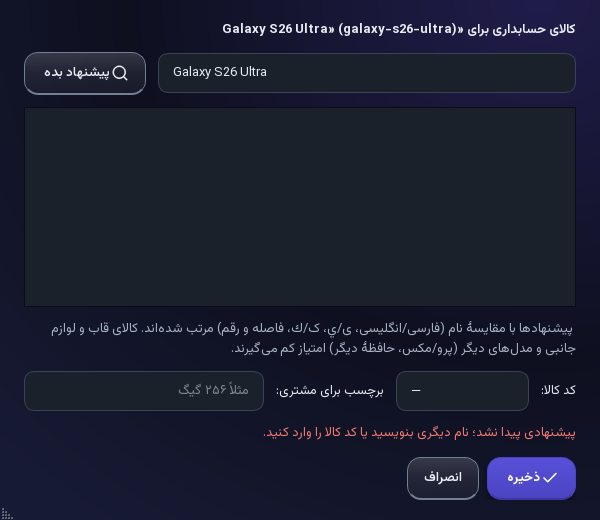 کالای حسابداری برای «Galaxy S26 Ultra» (galaxy-s26-ultra)
Galaxy S26 Ultra
پیشنهاد بده
پیشنهادها با مقایسهٔ نام (فارسی/انگلیسی، ی/ي، ک/ك، فاصله و رقم) مرتب شده‌اند. کالای قاب و لوازم
جانبی و مدل‌های دیگر (پرو/مکس، حافظهٔ دیگر) امتیاز کم می‌گیرند.
کد کالا:
—
برچسب برای مشتری:
مثلاً ۲۵۶ گیگ
پیشنهادی پیدا نشد؛ نام دیگری بنویسید یا کد کالا را وارد کنید.
ذخیره
انصراف